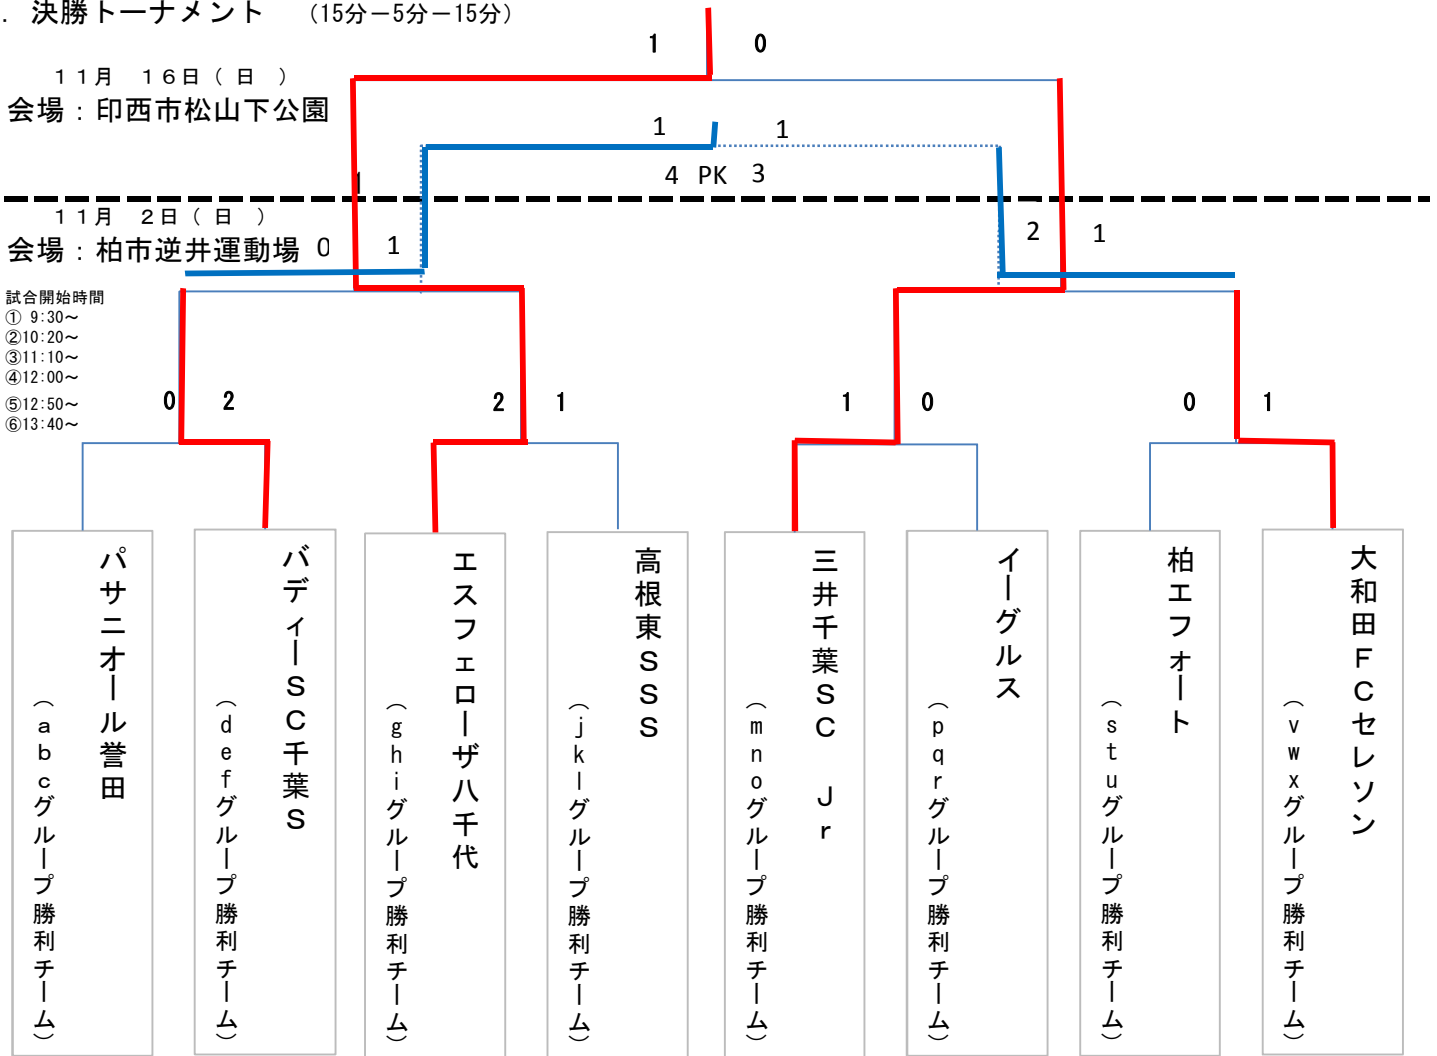 . 決勝トーナメント （15分－5分－15分）
1 0
１１月 １６日（ 日 ）
会場：印西市松山下公園
1 1
4 PK 3
1
１１月 ２日（ 日 ）
会場：柏市逆井運動場
0 1
2 1
試合開始時間
① 9:30～
②10:20～
③11:10～
④12:00～
⑤12:50～
⑥13:40～
0 2
2 1
1 0
0 1
パサニオール誉田
（ａｂｃグループ勝利チーム）
バディーＳＣ千葉Ｓ
（ｄｅｆグループ勝利チーム）
エスフェローザ八千代
（ｇｈｉグループ勝利チーム）
高根東ＳＳＳ
（ｊｋｌグループ勝利チーム）
三井千葉ＳＣ Ｊｒ
（ｍｎｏグループ勝利チーム）
イーグルス
（ｐｑｒグループ勝利チーム）
柏エフォート
（ｓｔｕグループ勝利チーム）
大和田ＦＣセレソン
（ｖｗｘグループ勝利チーム）